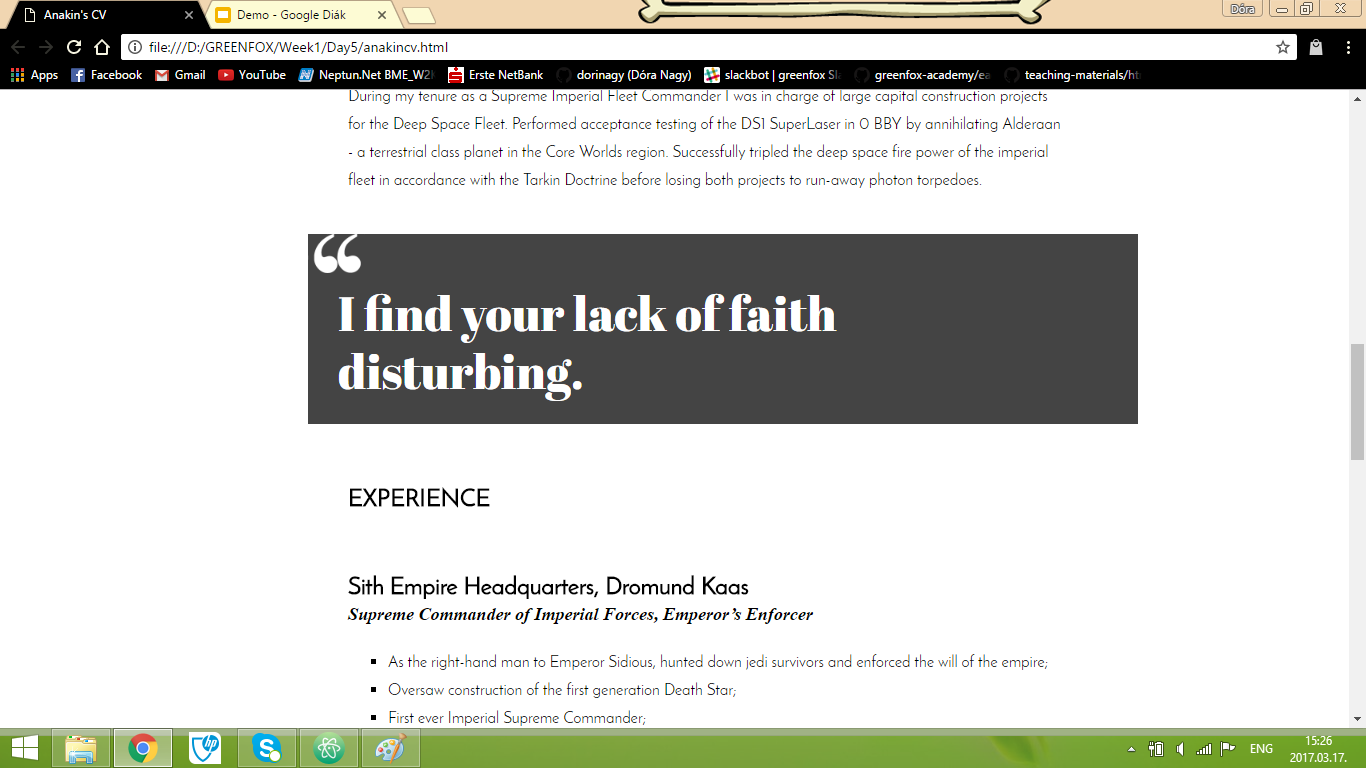 Anakin's CV
Demo - Google Diák
Dóra
file:///D:/GREENFOX/Week1/Day5/anakincv.html
Apps Facebook Gmail YouTube Neptun.Net BME_W2 Erste NetBank dorinagy (Dóra Nagy) slackbot | greenfox greenfox-academy/ teaching-materials/
During my tenure as a Supreme Imperial Fleet Commander I was in charge of large capital construction projects
for the Deep Space Fleet. Performed acceptance testing of the DS1 SuperLaser in 0 BBY by annihilating Alderaan
- a terrestrial class planet in the Core Worlds region. Successfully tripled the deep space fire power of the imperial
fleet in accordance with the Tarkin Doctrine before losing both projects to run-away photon torpedoes.
“
I find your lack of faith
disturbing.
EXPERIENCE
Sith Empire Headquarters, Dromund Kaas
Supreme Commander of Imperial Forces, Emperor’s Enforcer
As the right-hand man to Emperor Sidious, hunted down jedi survivors and enforced the will of the empire;
Oversaw construction of the first generation Death Star;
First ever Imperial Supreme Commander;
hp
ENG
15:26
2017.03.17.